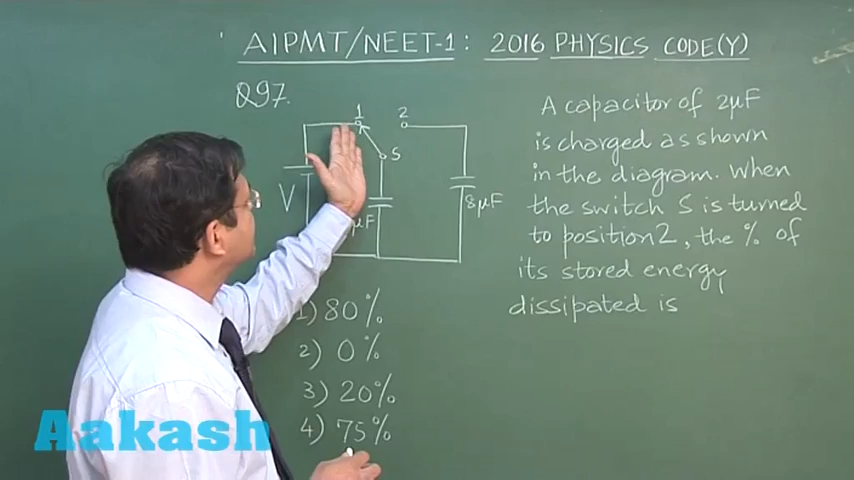 AIPMT/NEET-1: 2016 PHYSICS CODE(Y)
Q97.
1
2
S
V
μF
8μF
A capacitor of 2μF
is charged as shown
in the diagram. When
the switch S is turned
to position 2, the % of
its stored energy
dissipated is
1) 80%
2) 0%
3) 20%
4) 75%
Aakash